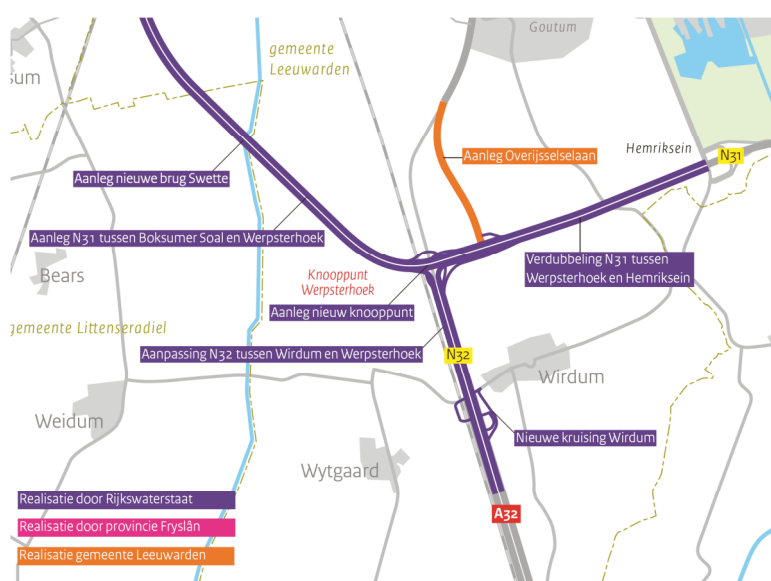 Goutum
gemeente
Leeuwarden
sum
Hemriksein
N31
Aanleg Overijsselselaan
Aanleg nieuwe brug Swette
Aanleg N31 tussen Boksumer Soal en Werpsterhoek
Verdubbeling N31 tussen
Werpsterhoek en Hemriksein
Knooppunt
Werpsterhoek
Bears
Aanleg nieuw knooppunt
gemeente Littenseradiel
Aanpassing N32 tussen Wirdum en Werpsterhoek
N32
Wirdum
Weidum
Nieuwe kruising Wirdum
Wytgaard
Realisatie door Rijkswaterstaat
A32
Realisatie door provincie Fryslân
Realisatie gemeente Leeuwarden